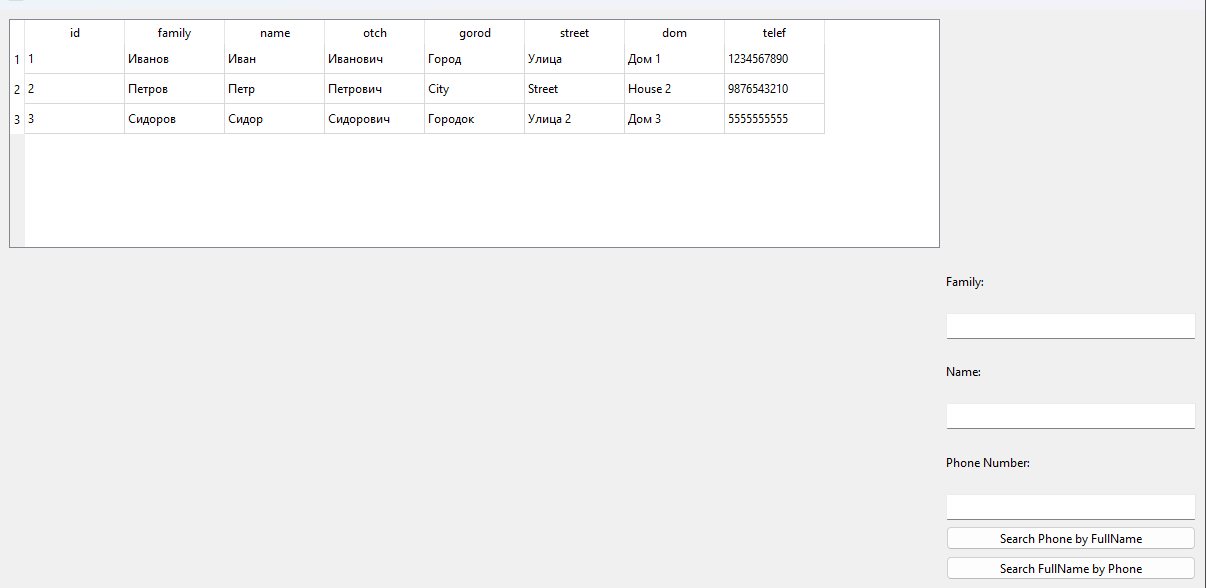 id family name otch gorod street dom telef
1 1 Иванов Иван Иванович Город Улица Дом 1 1234567890
2 2 Петров Петр Петрович City Street House 2 9876543210
3 3 Сидоров Сидор Сидорович Городок Улица 2 Дом 3 5555555555
Family:
Name:
Phone Number:
Search Phone by FullName
Search FullName by Phone